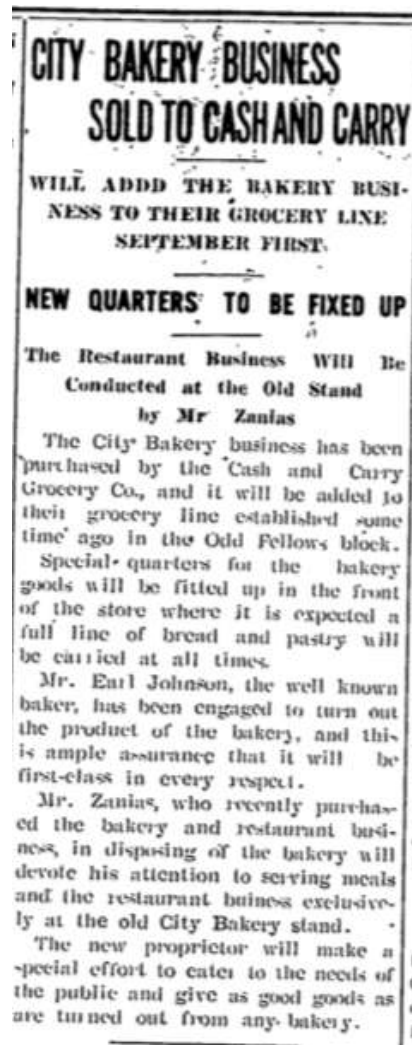 CITY BAKERY BUSINESS
SOLD TO CASH AND CARRY
WILL ADDD THE BAKERY BUSI-
NESS TO THEIR GROCERY LINE
SEPTEMBER FIRST.
NEW QUARTERS TO BE FIXED UP
The Restaurant Business Will Be
Conducted at the Old Stand
by Mr Zanias
The City Bakery business has been
purchased by the Cash and Carry
Grocery Co., and it will be added to
their grocery line established some
time ago in the Odd Fellows block.
Special quarters for the bakery
goods will be fitted up in the front
of the store where it is expected a
full line of bread and pastry will
be carried at all times.
Mr. Earl Johnson, the well known
baker, has been engaged to turn out
the product of the bakery, and this
is ample assurance that it will be
first-class in every respect.
Mr. Zanias, who recently purchas-
ed the bakery and restaurant busi-
ness, in disposing of the bakery will
devote his attention to serving meals
and the restaurant buiness exclusive-
ly at the old City Bakery stand.
The new proprietor will make a
special effort to cater to the needs of
the public and give as good goods as
are turned out from any bakery.